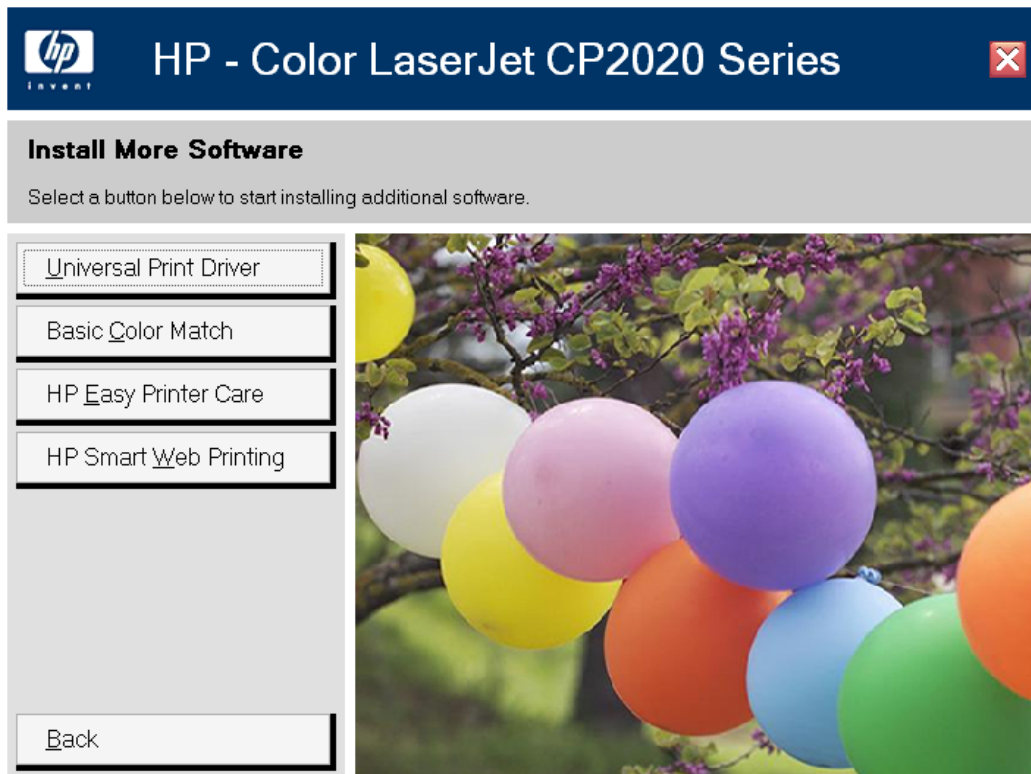 hp
invent
HP - Color LaserJet CP2020 Series
Install More Software
Select a button below to start installing additional software.
Universal Print Driver
Basic Color Match
HP Easy Printer Care
HP Smart Web Printing
Back